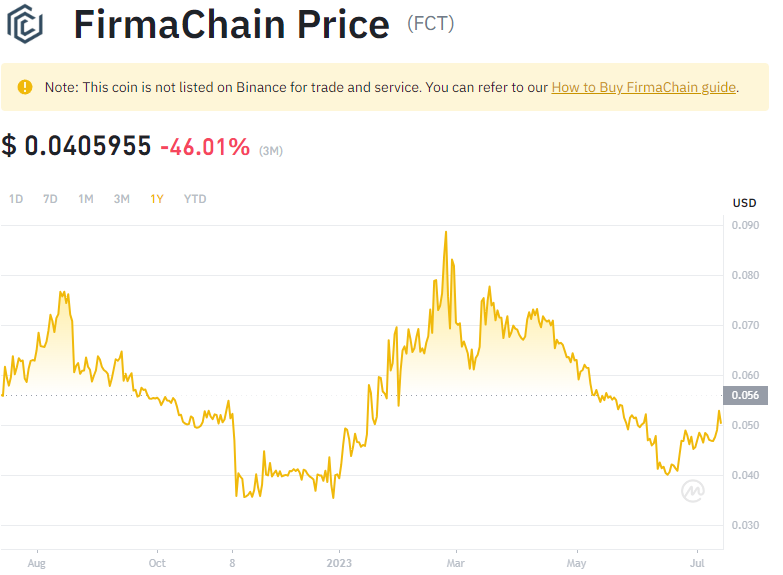 FirmaChain Price (FCT)
Note: This coin is not listed on Binance for trade and service. You can refer to our How to Buy FirmaChain guide.
$ 0.0405955 -46.01% (3M)
1D 7D 1M 3M 1Y YTD
USD
0.090
0.080
0.070
0.060
0.056
0.050
0.040
0.030
Aug Oct 8 2023 Mar May Jul